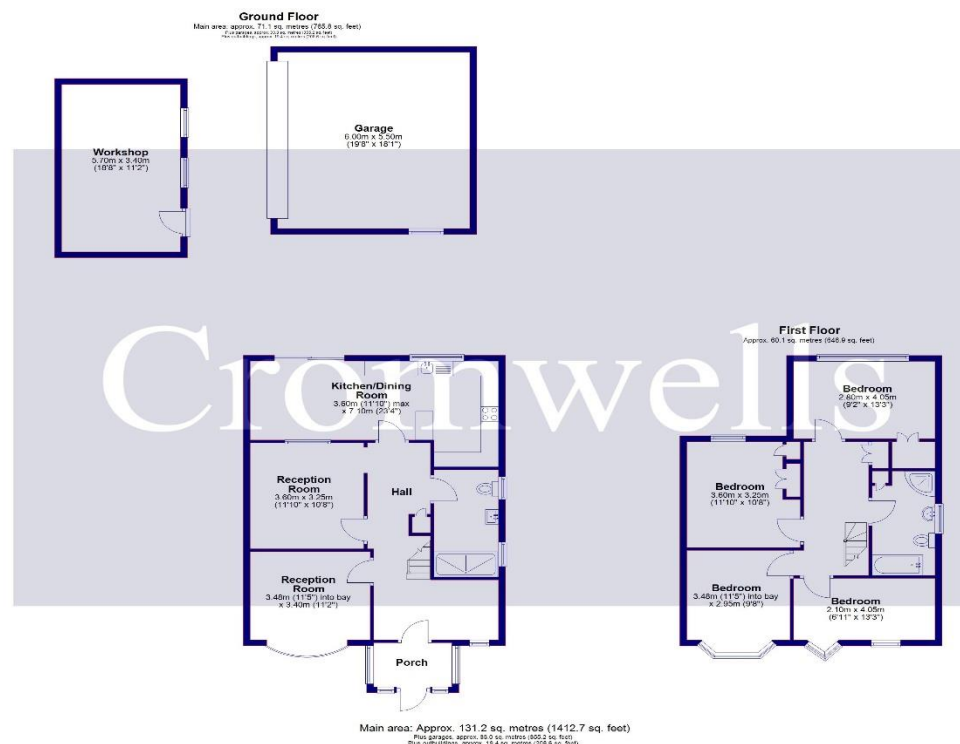 Ground Floor
Main area: approx. 71.1 sq. metres (765.8 sq. feet)
Workshop
5.70m x 3.40m
(18'8" x 11'2")
Garage
6.00m x 5.50m
(19'8" x 18'1")
Cromwells
Kitchen/Dining
Room
3.60m (11'10") max
x 7.10m (23'4")
Reception
Room
3.60m x 3.25m
(11'10" x 10'8")
Hall
Reception
Room
3.48m (11'5") into bay
x 3.40m (11'2")
Porch
First Floor
Approx. 60.1 sq. metres (646.9 sq. feet)
Bedroom
2.80m x 4.05m
(9'2" x 13'3")
Bedroom
3.60m x 3.25m
(11'10" x 10'8")
Bedroom
3.48m (11'5") into bay
x 2.95m (9'8")
Bedroom
2.10m x 4.05m
(6'11" x 13'3")
Main area: Approx. 131.2 sq. metres (1412.7 sq. feet)